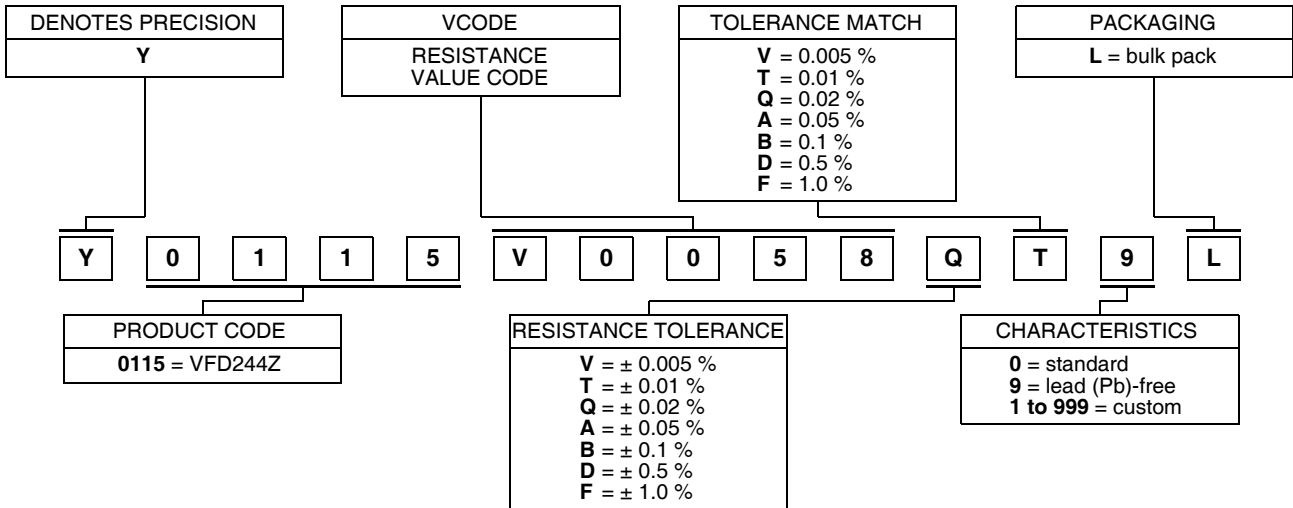 DENOTES PRECISION
Y
VCODE
RESISTANCE
VALUE CODE
TOLERANCE MATCH
V = 0.005 %
T = 0.01 %
Q = 0.02 %
A = 0.05 %
B = 0.1 %
D = 0.5 %
F = 1.0 %
PACKAGING
L = bulk pack
Y 0 1 1 5 V 0 0 5 8 Q T 9 L
PRODUCT CODE
0115 = VFD244Z
RESISTANCE TOLERANCE
V = ± 0.005 %
T = ± 0.01 %
Q = ± 0.02 %
A = ± 0.05 %
B = ± 0.1 %
D = ± 0.5 %
F = ± 1.0 %
CHARACTERISTICS
0 = standard
9 = lead (Pb)-free
1 to 999 = custom